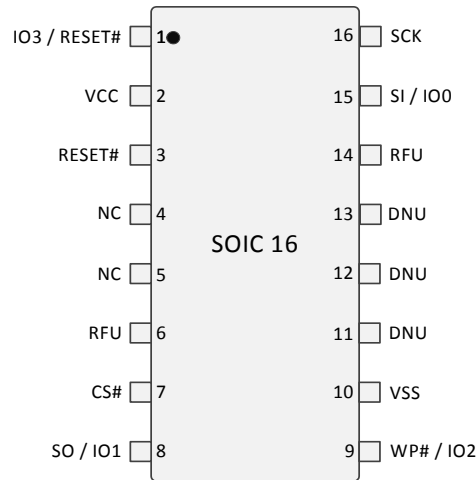 IO3 / RESET# 1 16 SCK
VCC 2 15 SI / IO0
RESET# 3 14 RFU
NC 4 13 DNU
SOIC 16
NC 5 12 DNU
RFU 6 11 DNU
CS# 7 10 VSS
SO / IO1 8 9 WP# / IO2